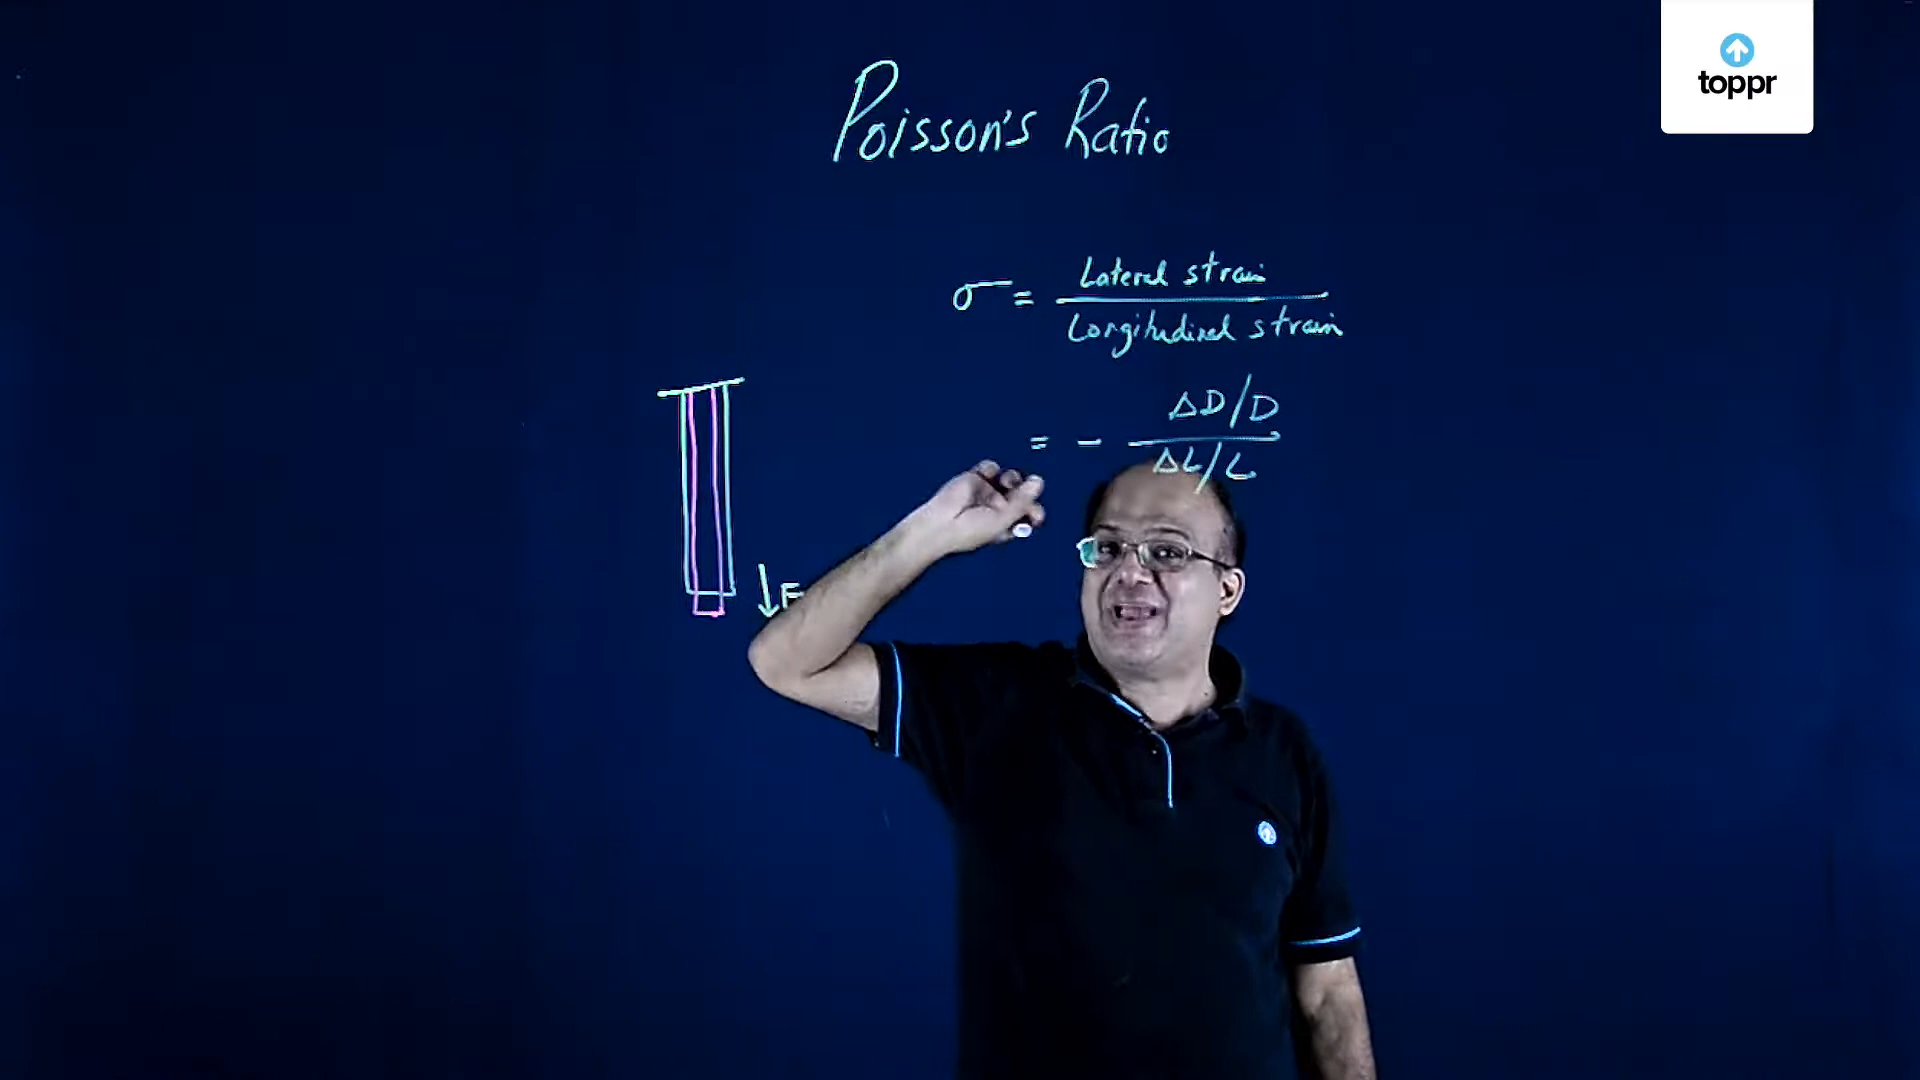 toppr
Poisson's Ratio
σ = Lateral strain
Longitudinal strain
= - ΔD/D
ΔL/L
F